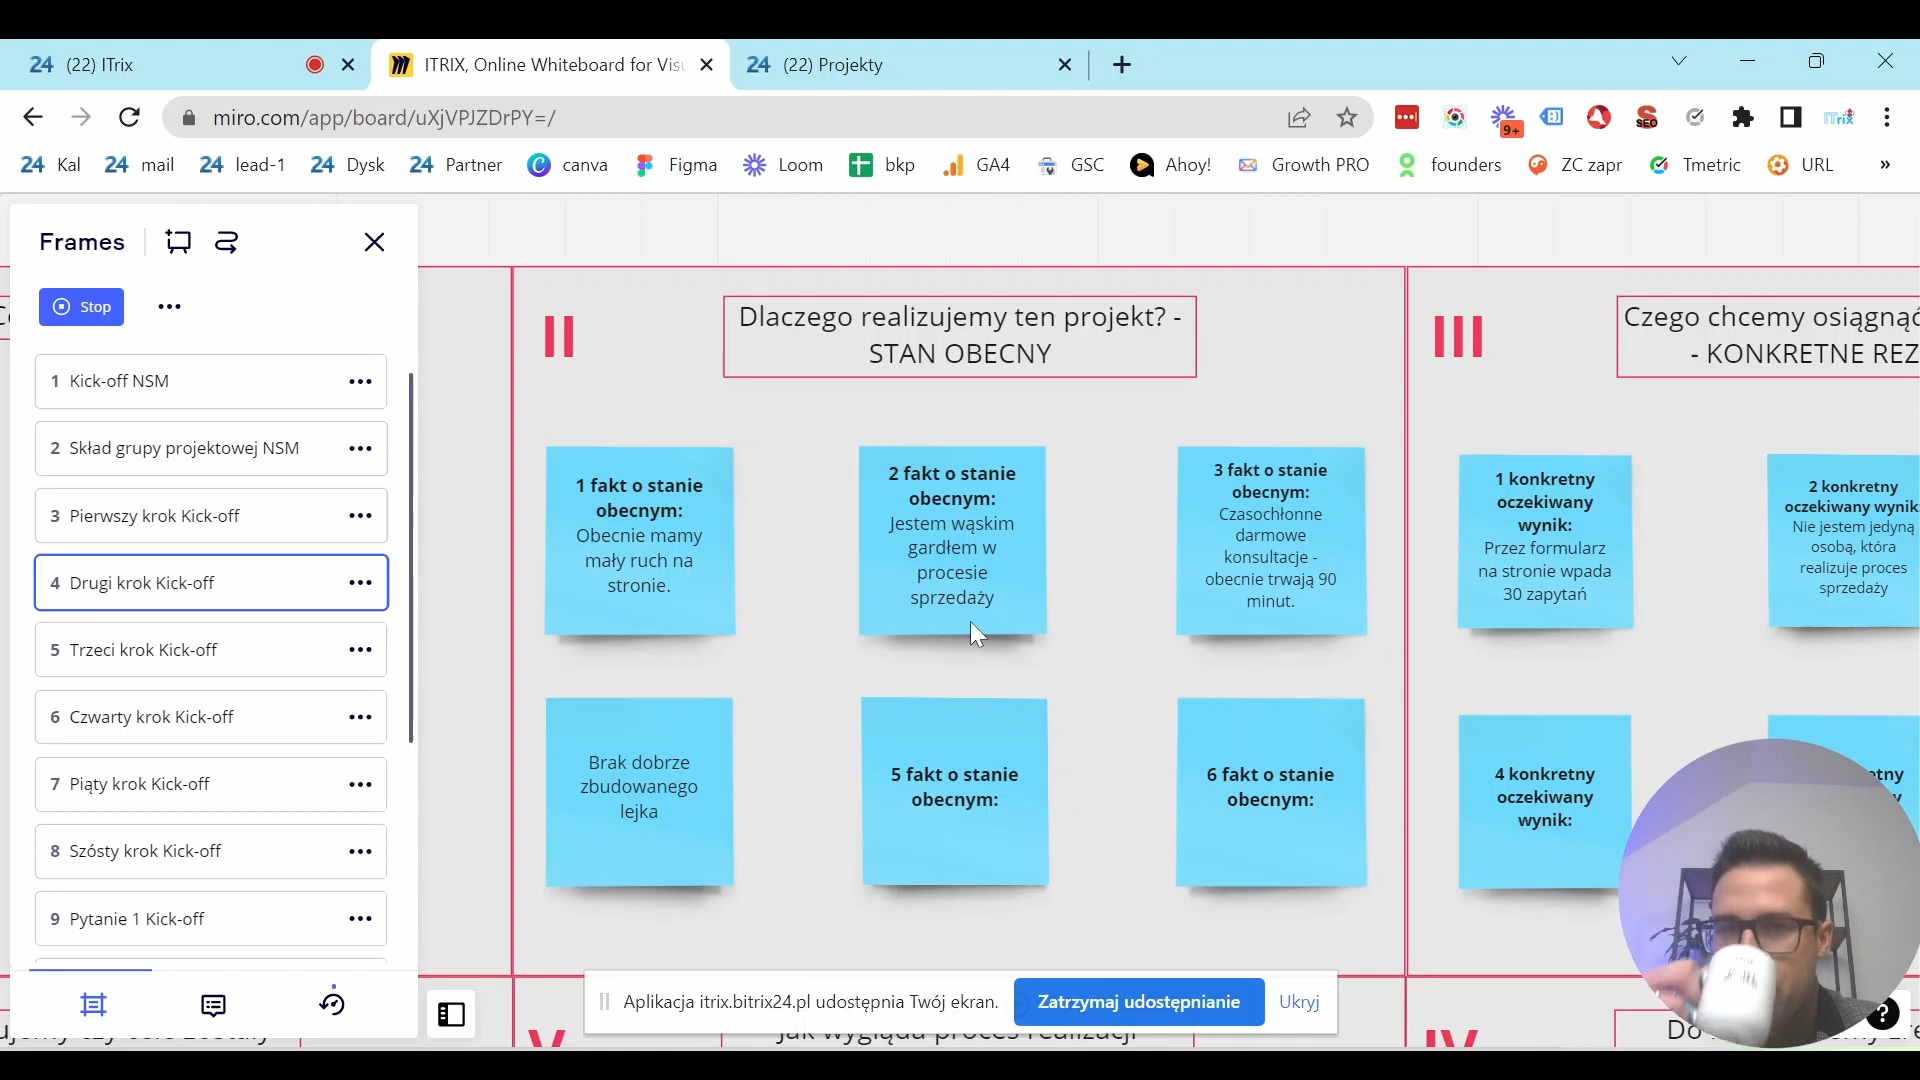 24 (22) ITrix
ITRIX, Online Whiteboard for Visu
24 (22) Projekty
miro.com/app/board/uXjVPJZDrPY=/
9+
SEO
ITrix
24 Kal
24 mail
24 lead-1
24 Dysk
24 Partner
canva
Figma
Loom
bkp
GA4
GSC
Ahoy!
Growth PRO
founders
ZC zapr
Tmetric
URL
»
Frames
Stop
1 Kick-off NSM
2 Skład grupy projektowej NSM
3 Pierwszy krok Kick-off
4 Drugi krok Kick-off
5 Trzeci krok Kick-off
6 Czwarty krok Kick-off
7 Piąty krok Kick-off
8 Szósty krok Kick-off
9 Pytanie 1 Kick-off
II
Dlaczego realizujemy ten projekt? -
STAN OBECNY
1 fakt o stanie
obecnym:
Obecnie mamy
mały ruch na
stronie.
2 fakt o stanie
obecnym:
Jestem wąskim
gardłem w
procesie
sprzedaży
3 fakt o stanie
obecnym:
Czasochłonne
darmowe
konsultacje -
obecnie trwają 90
minut.
Brak dobrze
zbudowanego
lejka
5 fakt o stanie
obecnym:
6 fakt o stanie
obecnym:
III
Czego chcemy osiągnąć
- KONKRETNE REZ
1 konkretny
oczekiwany
wynik:
Przez formularz
na stronie wpada
30 zapytań
2 konkretny
oczekiwany wynik:
Nie jestem jedyną
osobą, która
realizuje proces
sprzedaży
4 konkretny
oczekiwany
wynik:
Aplikacja itrix.bitrix24.pl udostępnia Twój ekran.
Zatrzymaj udostępnianie
Ukryj
V
Jak wygląda proces realizacji
IV
Do
?